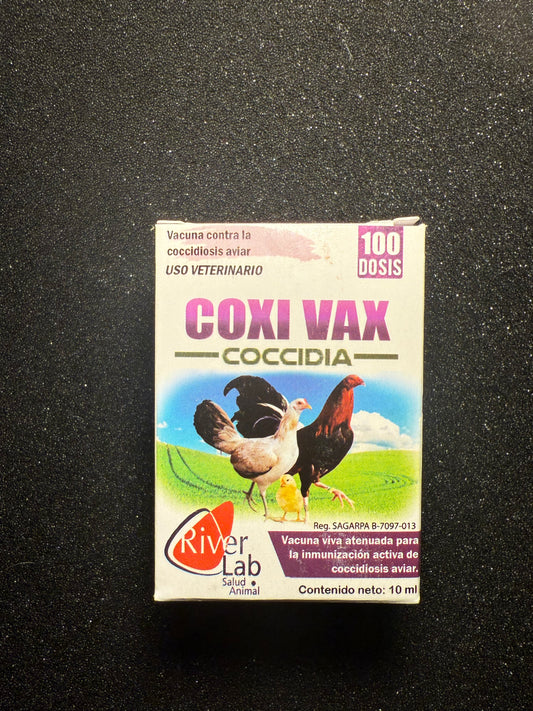 Vacuna contra la
coccidiosis aviar
USO VETERINARIO
100
DOSIS
COXI VAX
COCCIDIA
Reg. SAGARPA B-7097-013
River
Lab
Salud
Animal
Vacuna viva atenuada para
la inmunización activa de
coccidiosis aviar.
Contenido neto: 10 ml